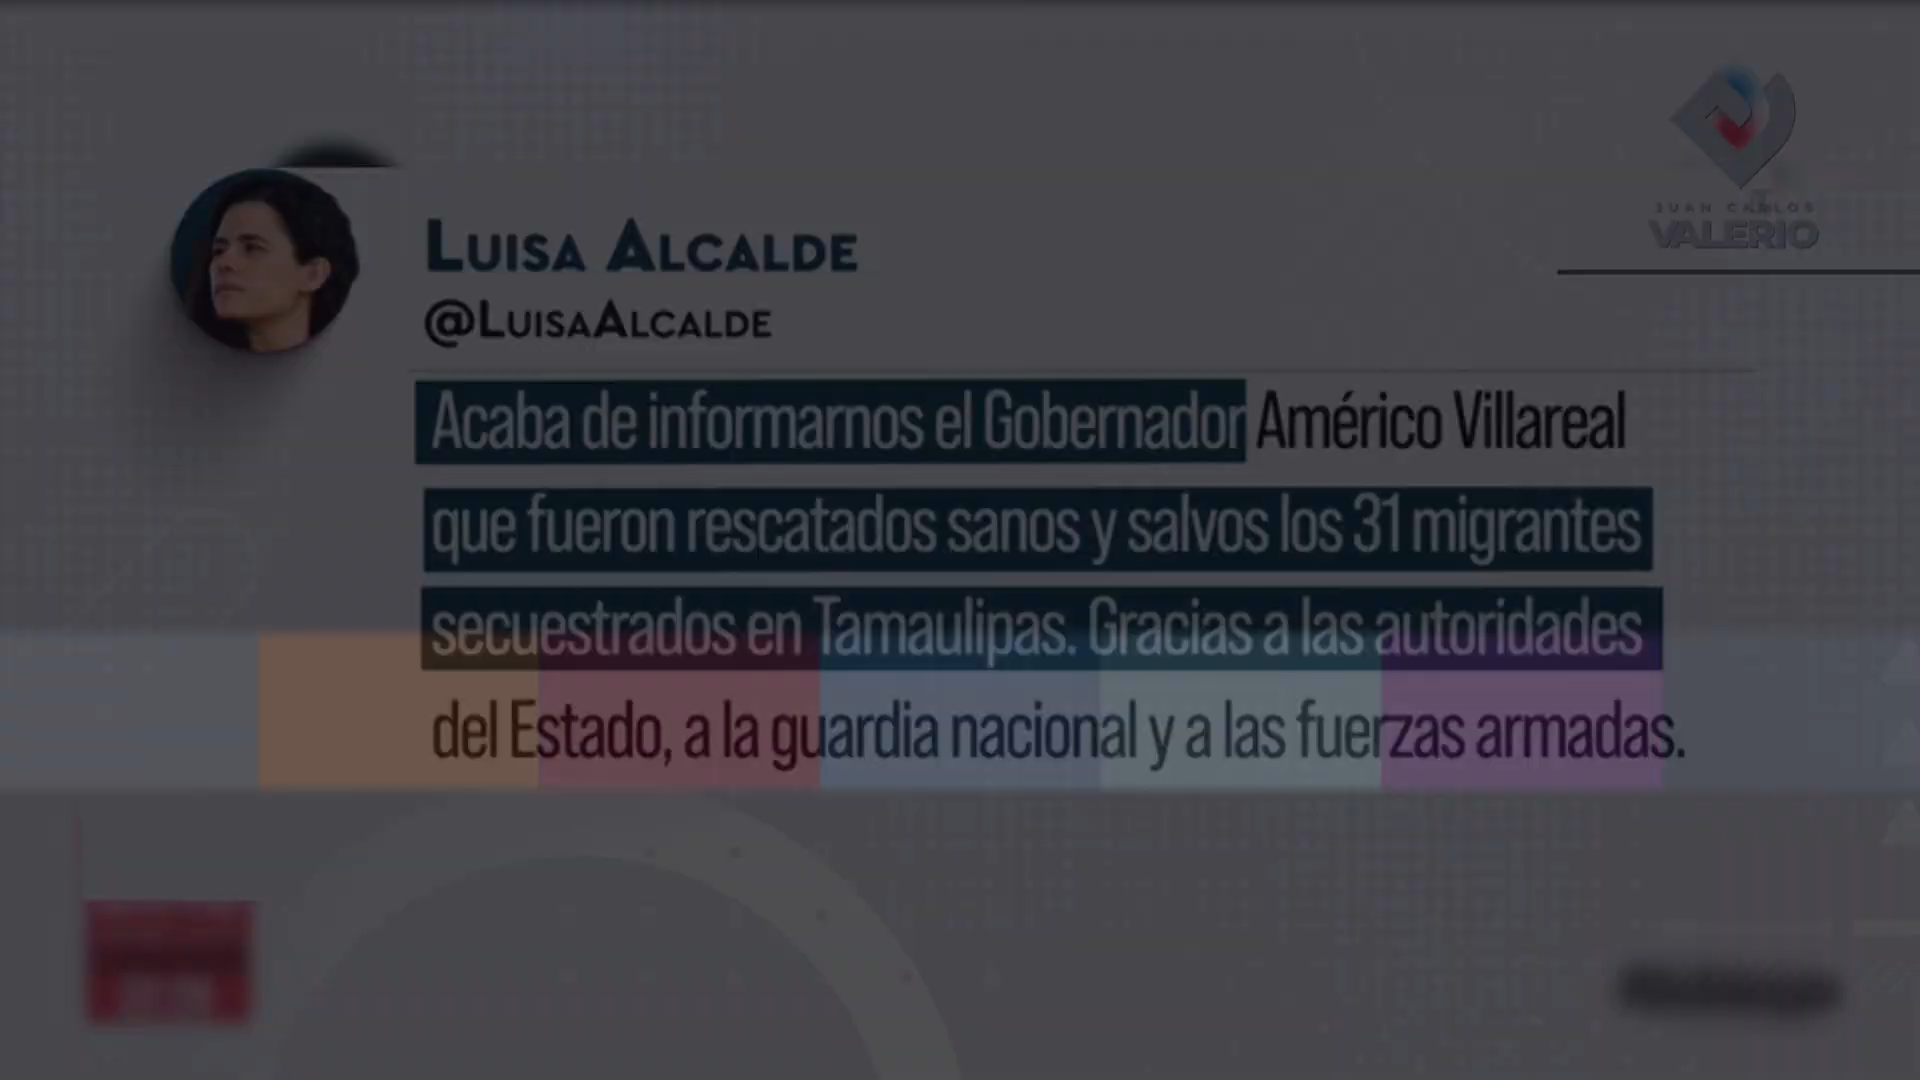 JUAN CARLOS
VALERIO
LUISA ALCALDE
@LUISAALCALDE
Acaba de informarnos el Gobernador Américo Villareal
que fueron rescatados sanos y salvos los 31 migrantes
secuestrados en Tamaulipas. Gracias a las autoridades
del Estado, a la guardia nacional y a las fuerzas armadas.